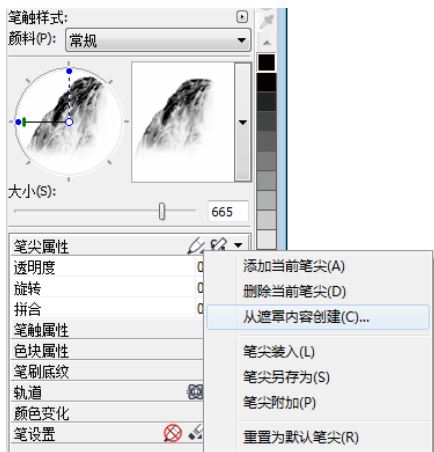 笔触样式:
颜料(P): 常规
大小(S):
665
笔尖属性
透明度 0
旋转 0
拼合 0
笔触属性
色块属性
笔刷底纹
轨道
颜色变化
笔设置
添加当前笔尖(A)
删除当前笔尖(D)
从遮罩内容创建(C)...
笔尖装入(L)
笔尖另存为(S)
笔尖附加(P)
重置为默认笔尖(R)